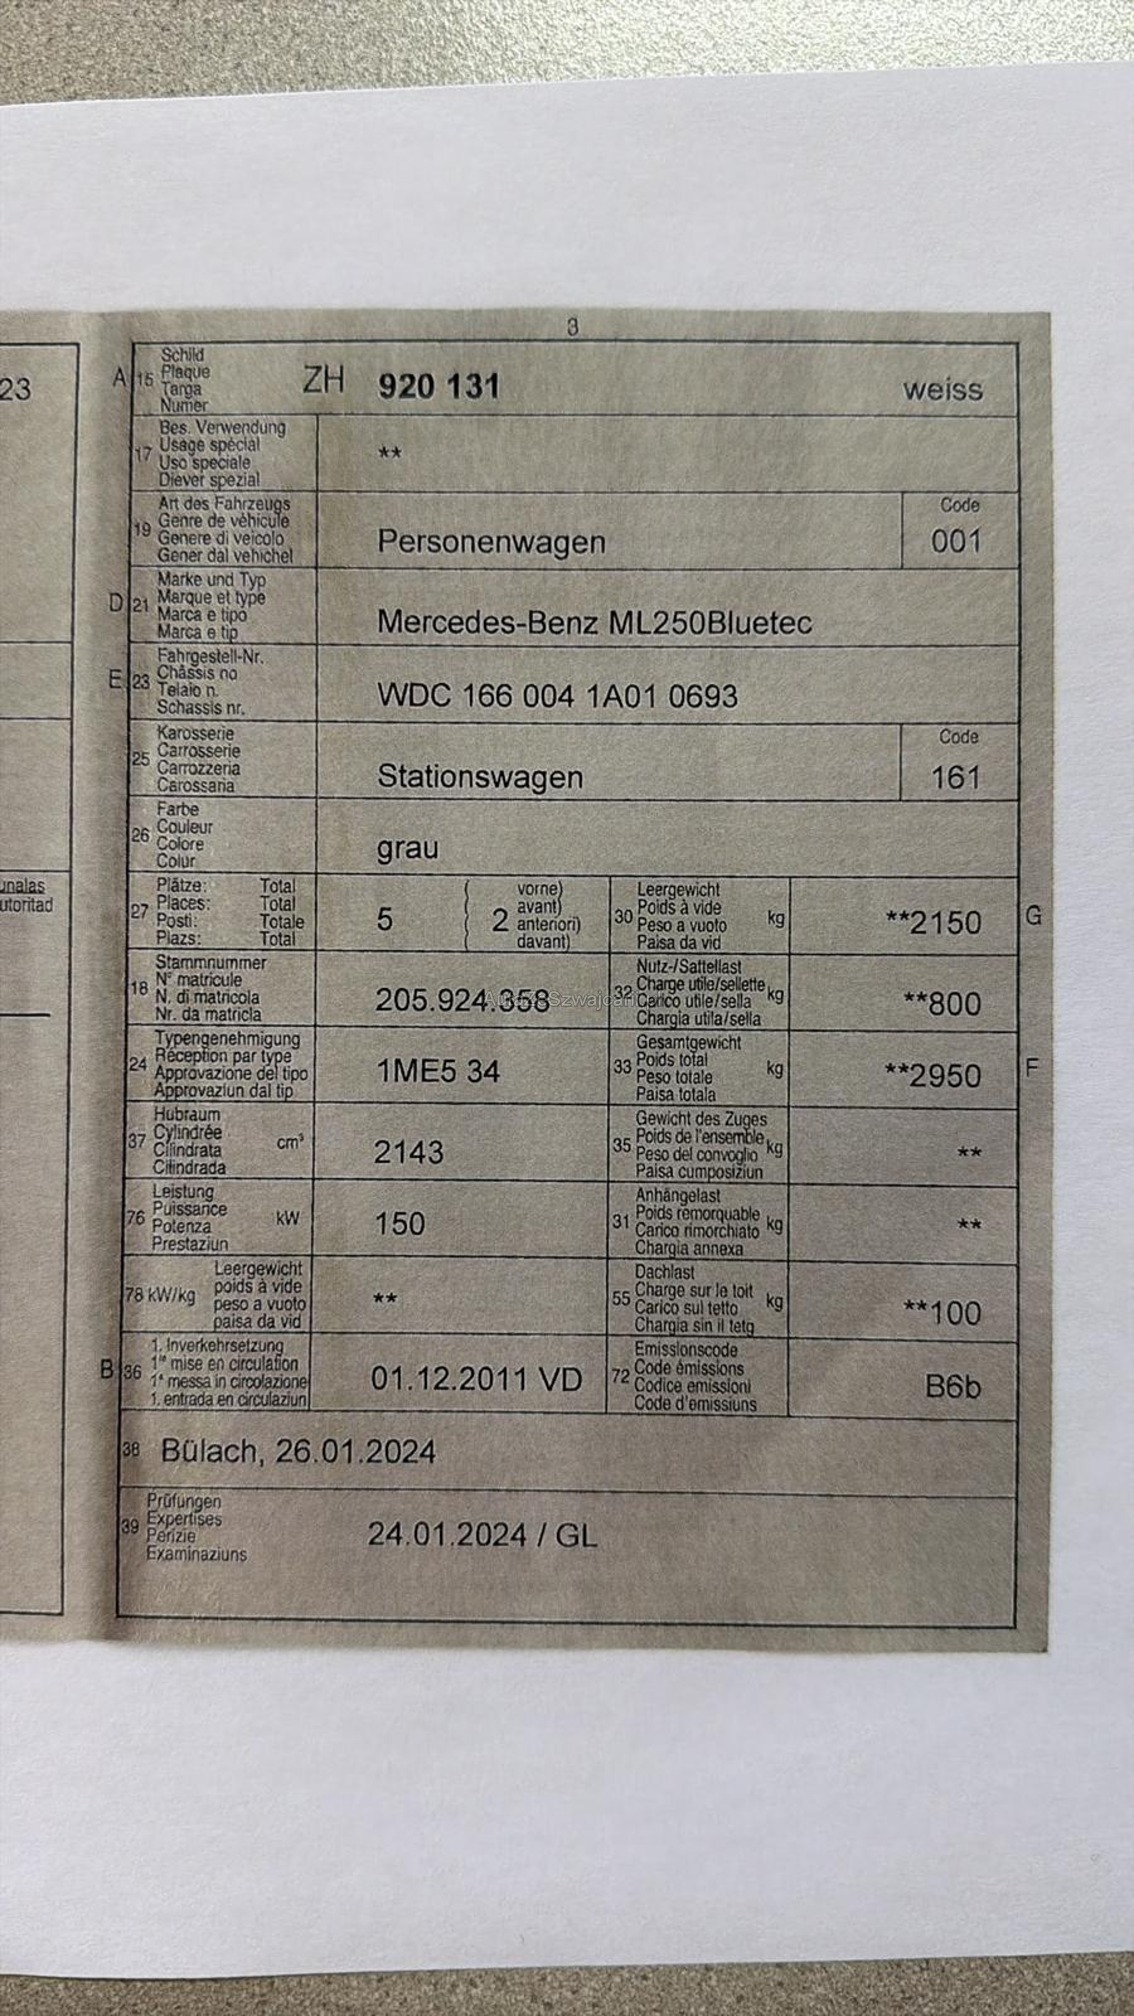 3
23
unalas
utoritad
A 15 Schild
Plaque
Targa
Numer
ZH 920 131 weiss
17 Bes. Verwendung
Usage spécial
Uso speciale
Diever spezial
**
19 Art des Fahrzeugs
Genre de véhicule
Genere di veicolo
Gener dal vehichel
Personenwagen
Code
001
D 21 Marke und Typ
Marque et type
Marca e tipo
Marca e tip
Mercedes-Benz ML250Bluetec
E 23 Fahrgestell-Nr.
Châssis no
Telaio n.
Schassis nr.
WDC 166 004 1A01 0693
25 Karosserie
Carrosserie
Carrozzeria
Carossaria
Stationswagen
Code
161
26 Farbe
Couleur
Colore
Colur
grau
27 Plätze: Total
Places: Total
Posti: Totale
Plazs: Total
5
2
vorne)
avant)
anteriori)
davant)
30 Leergewicht
Poids à vide
Peso a vuoto
Paisa da vid
kg
**2150
G
18 Stammnummer
N° matricule
N. di matricola
Nr. da matricla
205.924.358
32 Nutz-/Sattellast
Charge utile/sellette
Carico utile/sella
Chargia utila/sella
kg
**800
24 Typengenehmigung
Réception par type
Approvazione del tipo
Approvaziun dal tip
1ME5 34
33 Gesamtgewicht
Poids total
Peso totale
Paisa totala
kg
**2950
F
37 Hubraum
Cylindrée
Cilindrata
Cilindrada
cm³
2143
35 Gewicht des Zuges
Poids de l'ensemble
Peso del convoglio
Paisa cumposiziun
kg
**
76 Leistung
Puissance
Potenza
Prestaziun
kW
150
31 Anhängelast
Poids remorquable
Carico rimorchiato
Chargia annexa
kg
**
78 kW/kg
Leergewicht
poids à vide
peso a vuoto
paisa da vid
**
55 Dachlast
Charge sur le toit
Carico sul tetto
Chargia sin il tetg
kg
**100
B 36 1. Inverkehrsetzung
1re mise en circulation
1a messa in circolazione
1. entrada en circulaziun
01.12.2011 VD
72 Emissionscode
Code émissions
Codice emissioni
Code d'emissiuns
B6b
38 Bülach, 26.01.2024
39 Prüfungen
Expertises
Perizie
Examinaziuns
24.01.2024 / GL